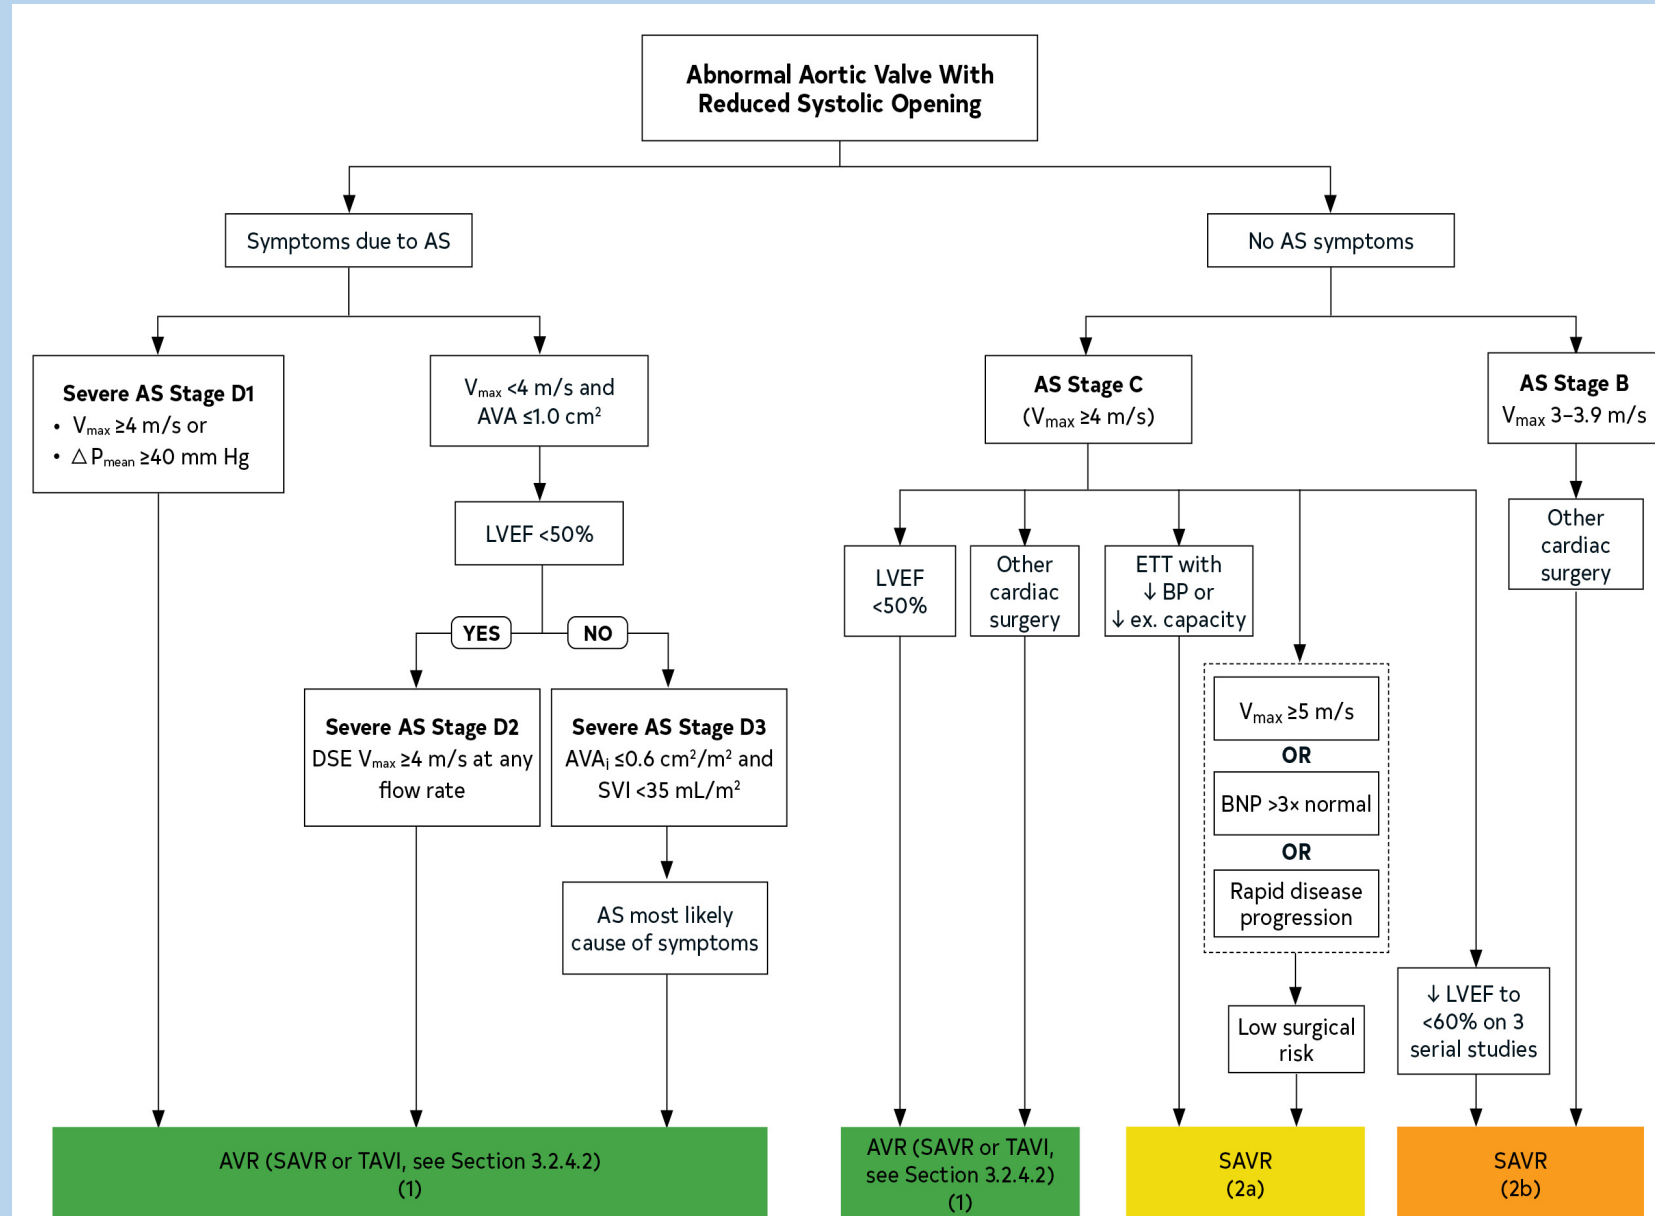 Abnormal Aortic Valve With
Reduced Systolic Opening
Symptoms due to AS
No AS symptoms
Severe AS Stage D1
• Vmax ≥4 m/s or
• △Pmean ≥40 mm Hg
Vmax <4 m/s and
AVA ≤1.0 cm²
AS Stage C
(Vmax ≥4 m/s)
AS Stage B
Vmax 3–3.9 m/s
LVEF <50%
YES
NO
Severe AS Stage D2
DSE Vmax ≥4 m/s at any
flow rate
Severe AS Stage D3
AVAi ≤0.6 cm²/m² and
SVI <35 mL/m²
AS most likely
cause of symptoms
LVEF
<50%
Other
cardiac
surgery
ETT with
↓ BP or
↓ ex. capacity
Vmax ≥5 m/s
OR
BNP >3× normal
OR
Rapid disease
progression
Low surgical
risk
↓ LVEF to
<60% on 3
serial studies
Other
cardiac
surgery
AVR (SAVR or TAVI, see Section 3.2.4.2)
(1)
AVR (SAVR or TAVI,
see Section 3.2.4.2)
(1)
SAVR
(2a)
SAVR
(2b)